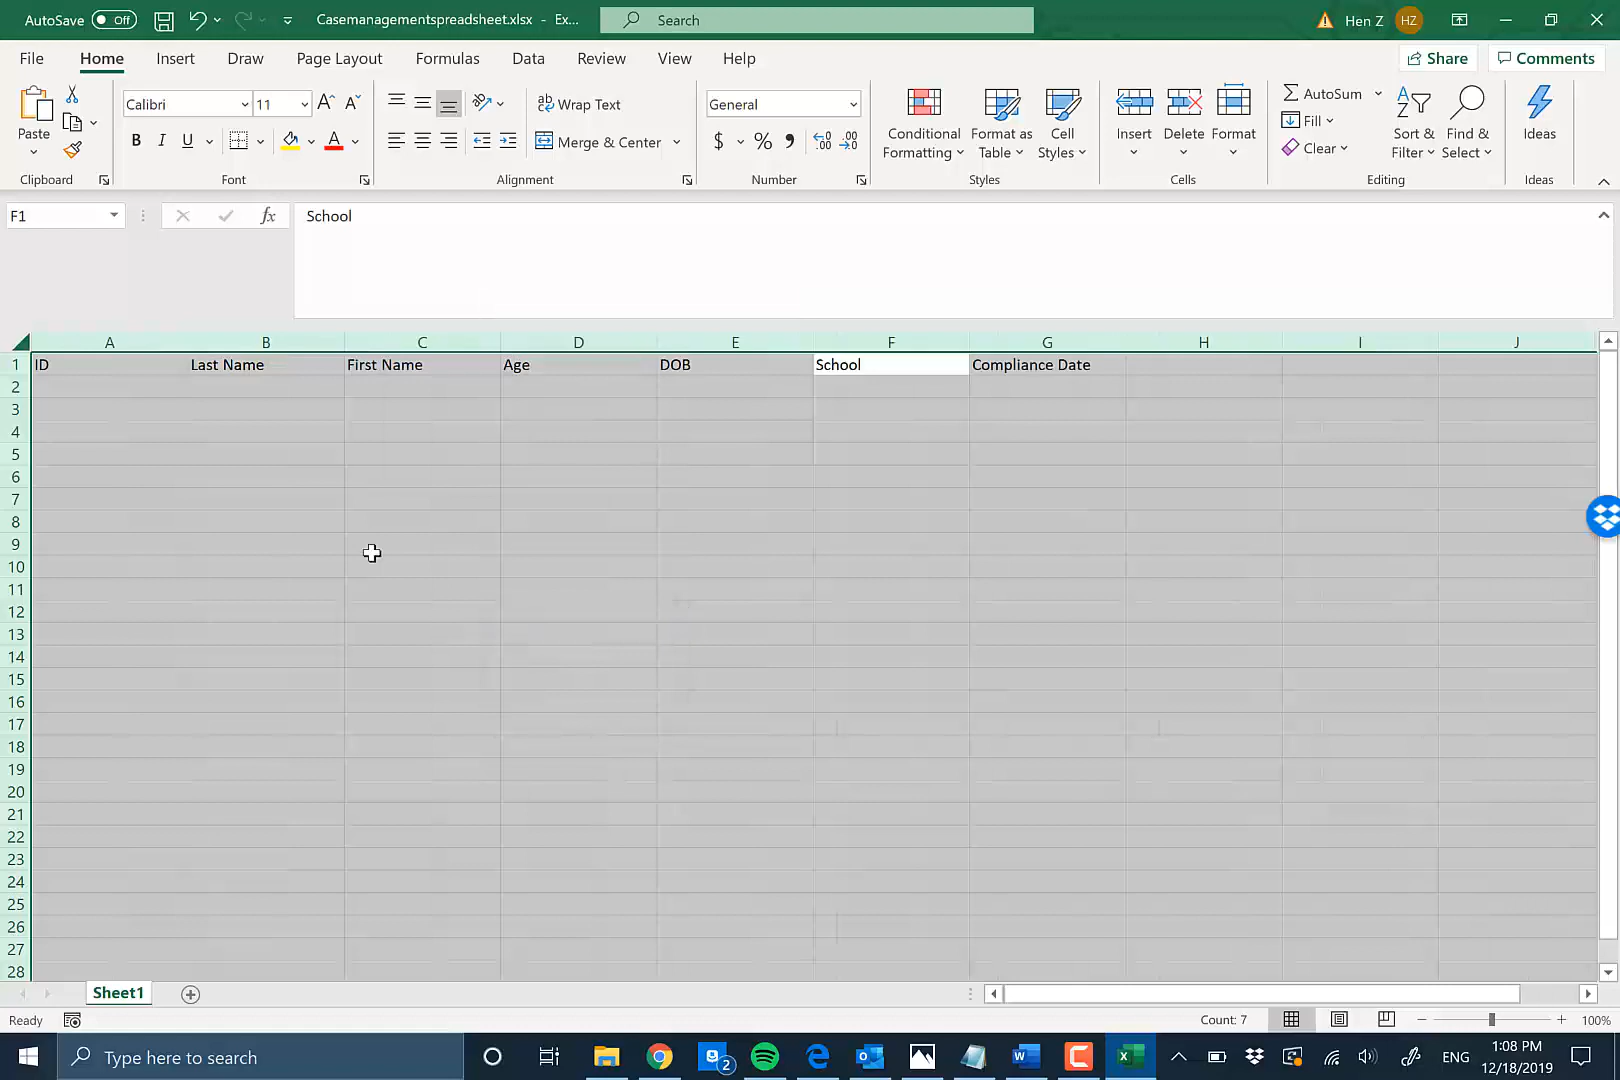 AutoSave Off Casemanagementspreadsheet.xlsx - Ex... Search Hen Z HZ
File Home Insert Draw Page Layout Formulas Data Review View Help Share Comments
Paste Calibri 11 A A ab Wrap Text General Conditional Formatting Format as Table Cell Styles Insert Delete Format AutoSum Sort & Filter Find & Select Ideas
B I U A Merge & Center $ % , .00 Fill Clear
Clipboard Font Alignment Number Styles Cells Editing Ideas
F1 fx School
A B C D E F G H I J
1 ID Last Name First Name Age DOB School Compliance Date
2
3
4
5
6
7
8
9
10
11
12
13
14
15
16
17
18
19
20
21
22
23
24
25
26
27
28
Sheet1
Ready Count: 7 100%
Type here to search 2 ENG 1:08 PM
12/18/2019